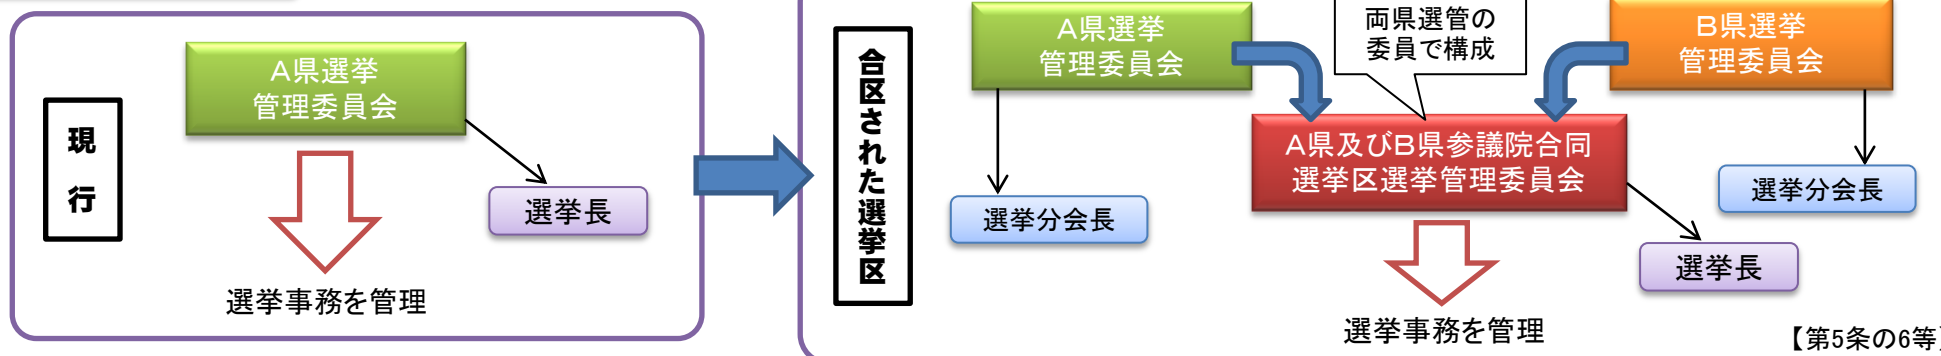 現
行
A県選挙
管理委員会
選挙長
選挙事務を管理
合区された選挙区
A県選挙
管理委員会
両県選管の
委員で構成
B県選挙
管理委員会
A県及びB県参議院合同
選挙区選挙管理委員会
選挙分会長
選挙分会長
選挙長
選挙事務を管理
【第5条の6等】